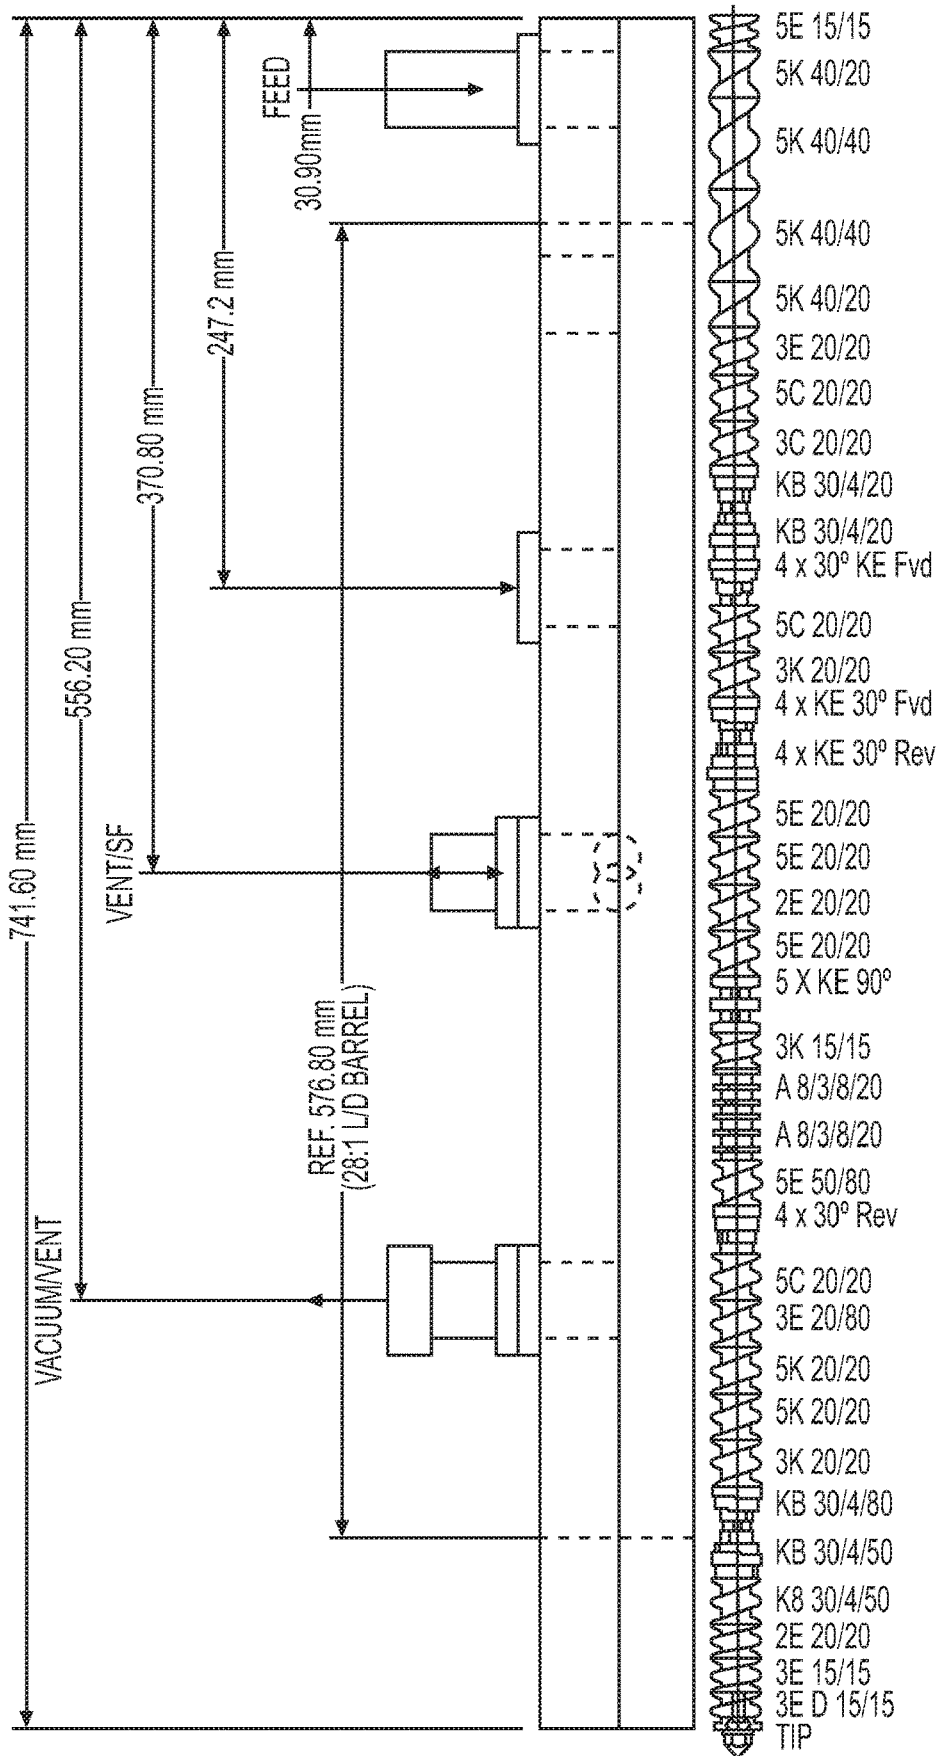 741.60 mm
VACUUM/VENT
556.20 mm
370.80 mm
VENT/SF
247.2 mm
30.90mm
FEED
REF. 576.80 mm
(28:1 L/D BARREL)
5E 15/15
5K 40/20
5K 40/40
5K 40/40
5K 40/20
3E 20/20
5C 20/20
3C 20/20
KB 30/4/20
KB 30/4/20
4 x 30º KE Fvd
5C 20/20
3K 20/20
4 x KE 30º Fvd
4 x KE 30º Rev
5E 20/20
5E 20/20
2E 20/20
5E 20/20
5 X KE 90º
3K 15/15
A 8/3/8/20
A 8/3/8/20
5E 50/80
4 x 30º Rev
5C 20/20
3E 20/80
5K 20/20
5K 20/20
3K 20/20
KB 30/4/80
KB 30/4/50
K8 30/4/50
2E 20/20
3E 15/15
3E D 15/15
TIP